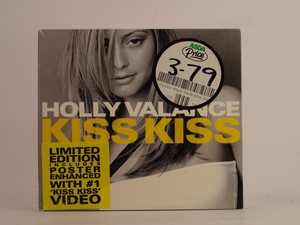 ASDA
Price
3-79
HOLLY VALANCE
KISS KISS
LIMITED
EDITION
INCLUDES
POSTER
ENHANCED
WITH #1
'KISS KISS'
VIDEO